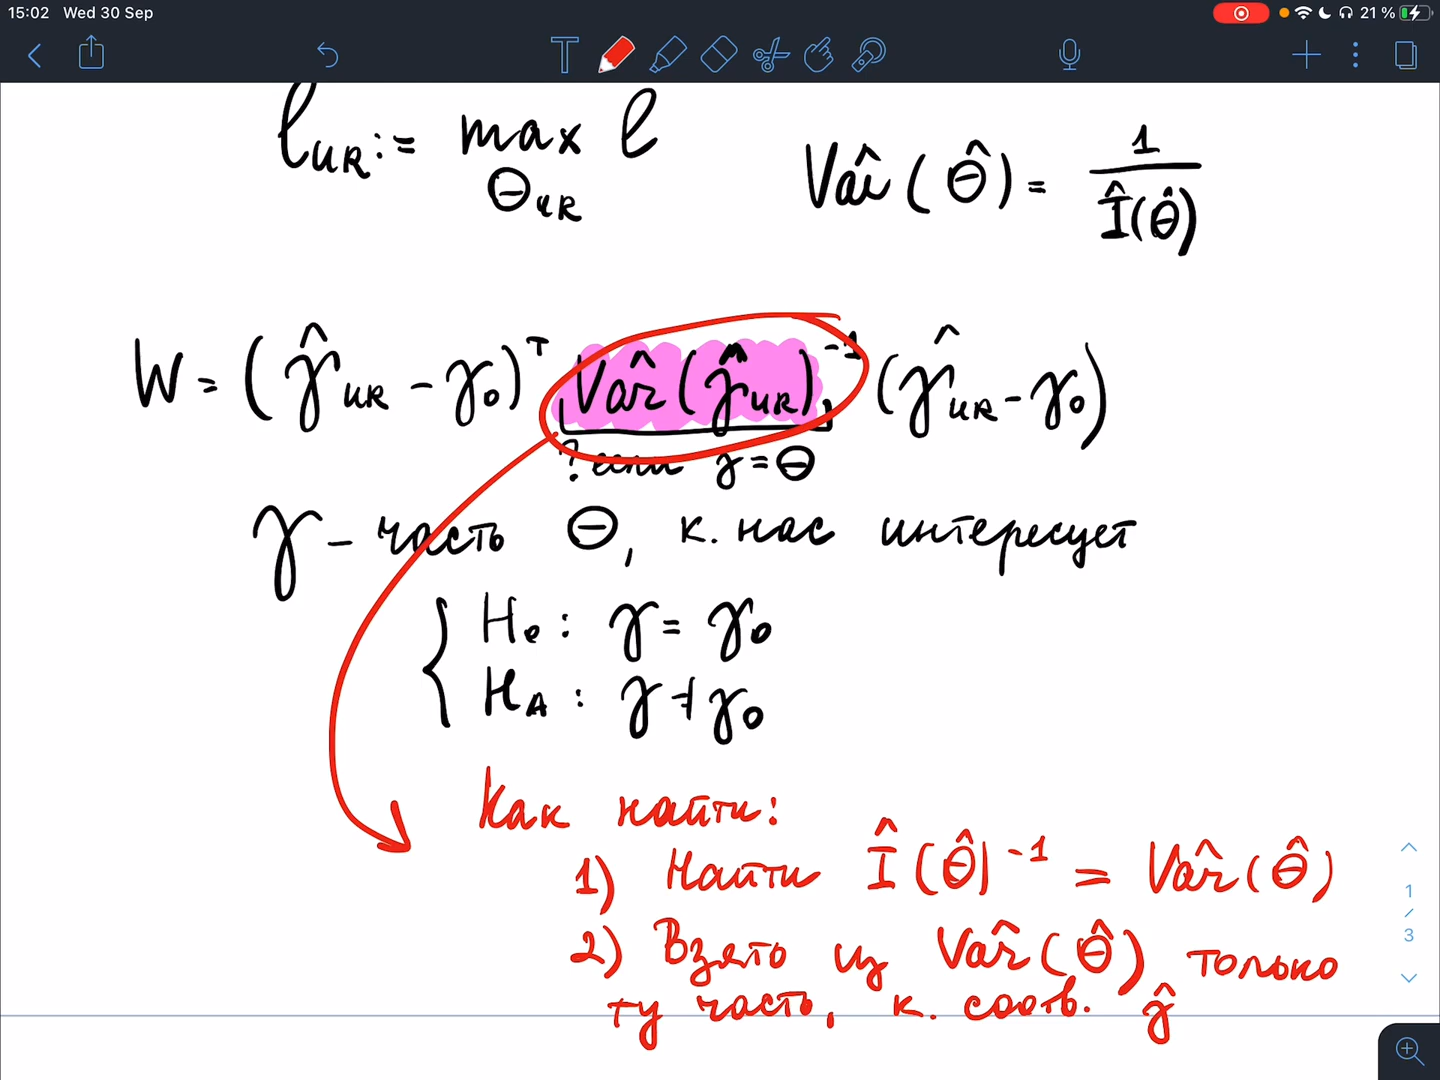 15:02 Wed 30 Sep 21 %
ℓ_UR := max ℓ
Θ_UR
Vâr(θ̂) = 1 / Î(θ̂)
W = (γ̂_UR − γ₀)ᵀ Vâr(γ̂_UR)⁻¹ (γ̂_UR − γ₀)
? если γ = θ
γ – часть θ, к. нас интересует
H₀ : γ = γ₀
H_A : γ ≠ γ₀
Как найти:
1) Найти Î(θ̂)⁻¹ = Vâr(θ̂)
2) Взять из Vâr(θ̂) только
ту часть, к. соотв. γ̂
1 / 3